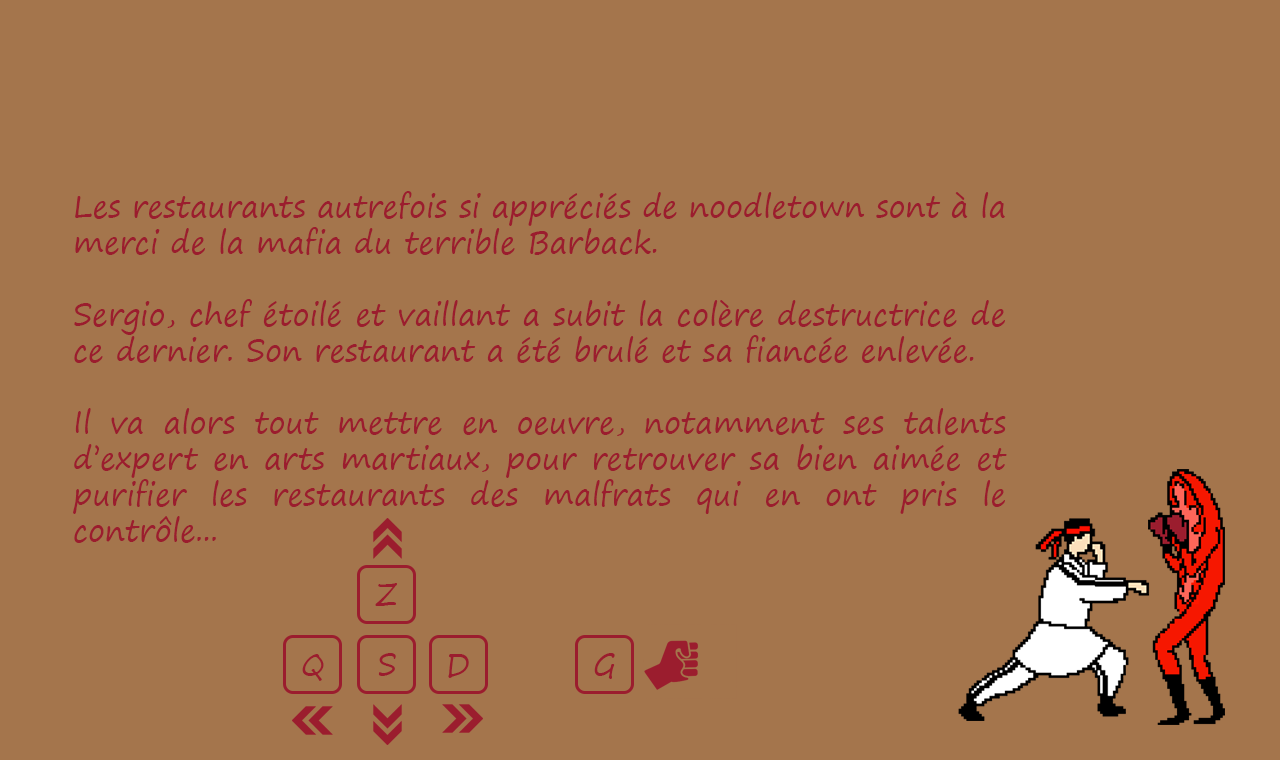 Les restaurants autrefois si appréciés de noodletown sont à la
merci de la mafia du terrible Barback.
Sergio, chef étoilé et vaillant a subit la colère destructrice de
ce dernier. Son restaurant a été brulé et sa fiancée enlevée.
Il va alors tout mettre en oeuvre, notamment ses talents
d'expert en arts martiaux, pour retrouver sa bien aimée et
purifier les restaurants des malfrats qui en ont pris le
contrôle...
Z
Q S D G